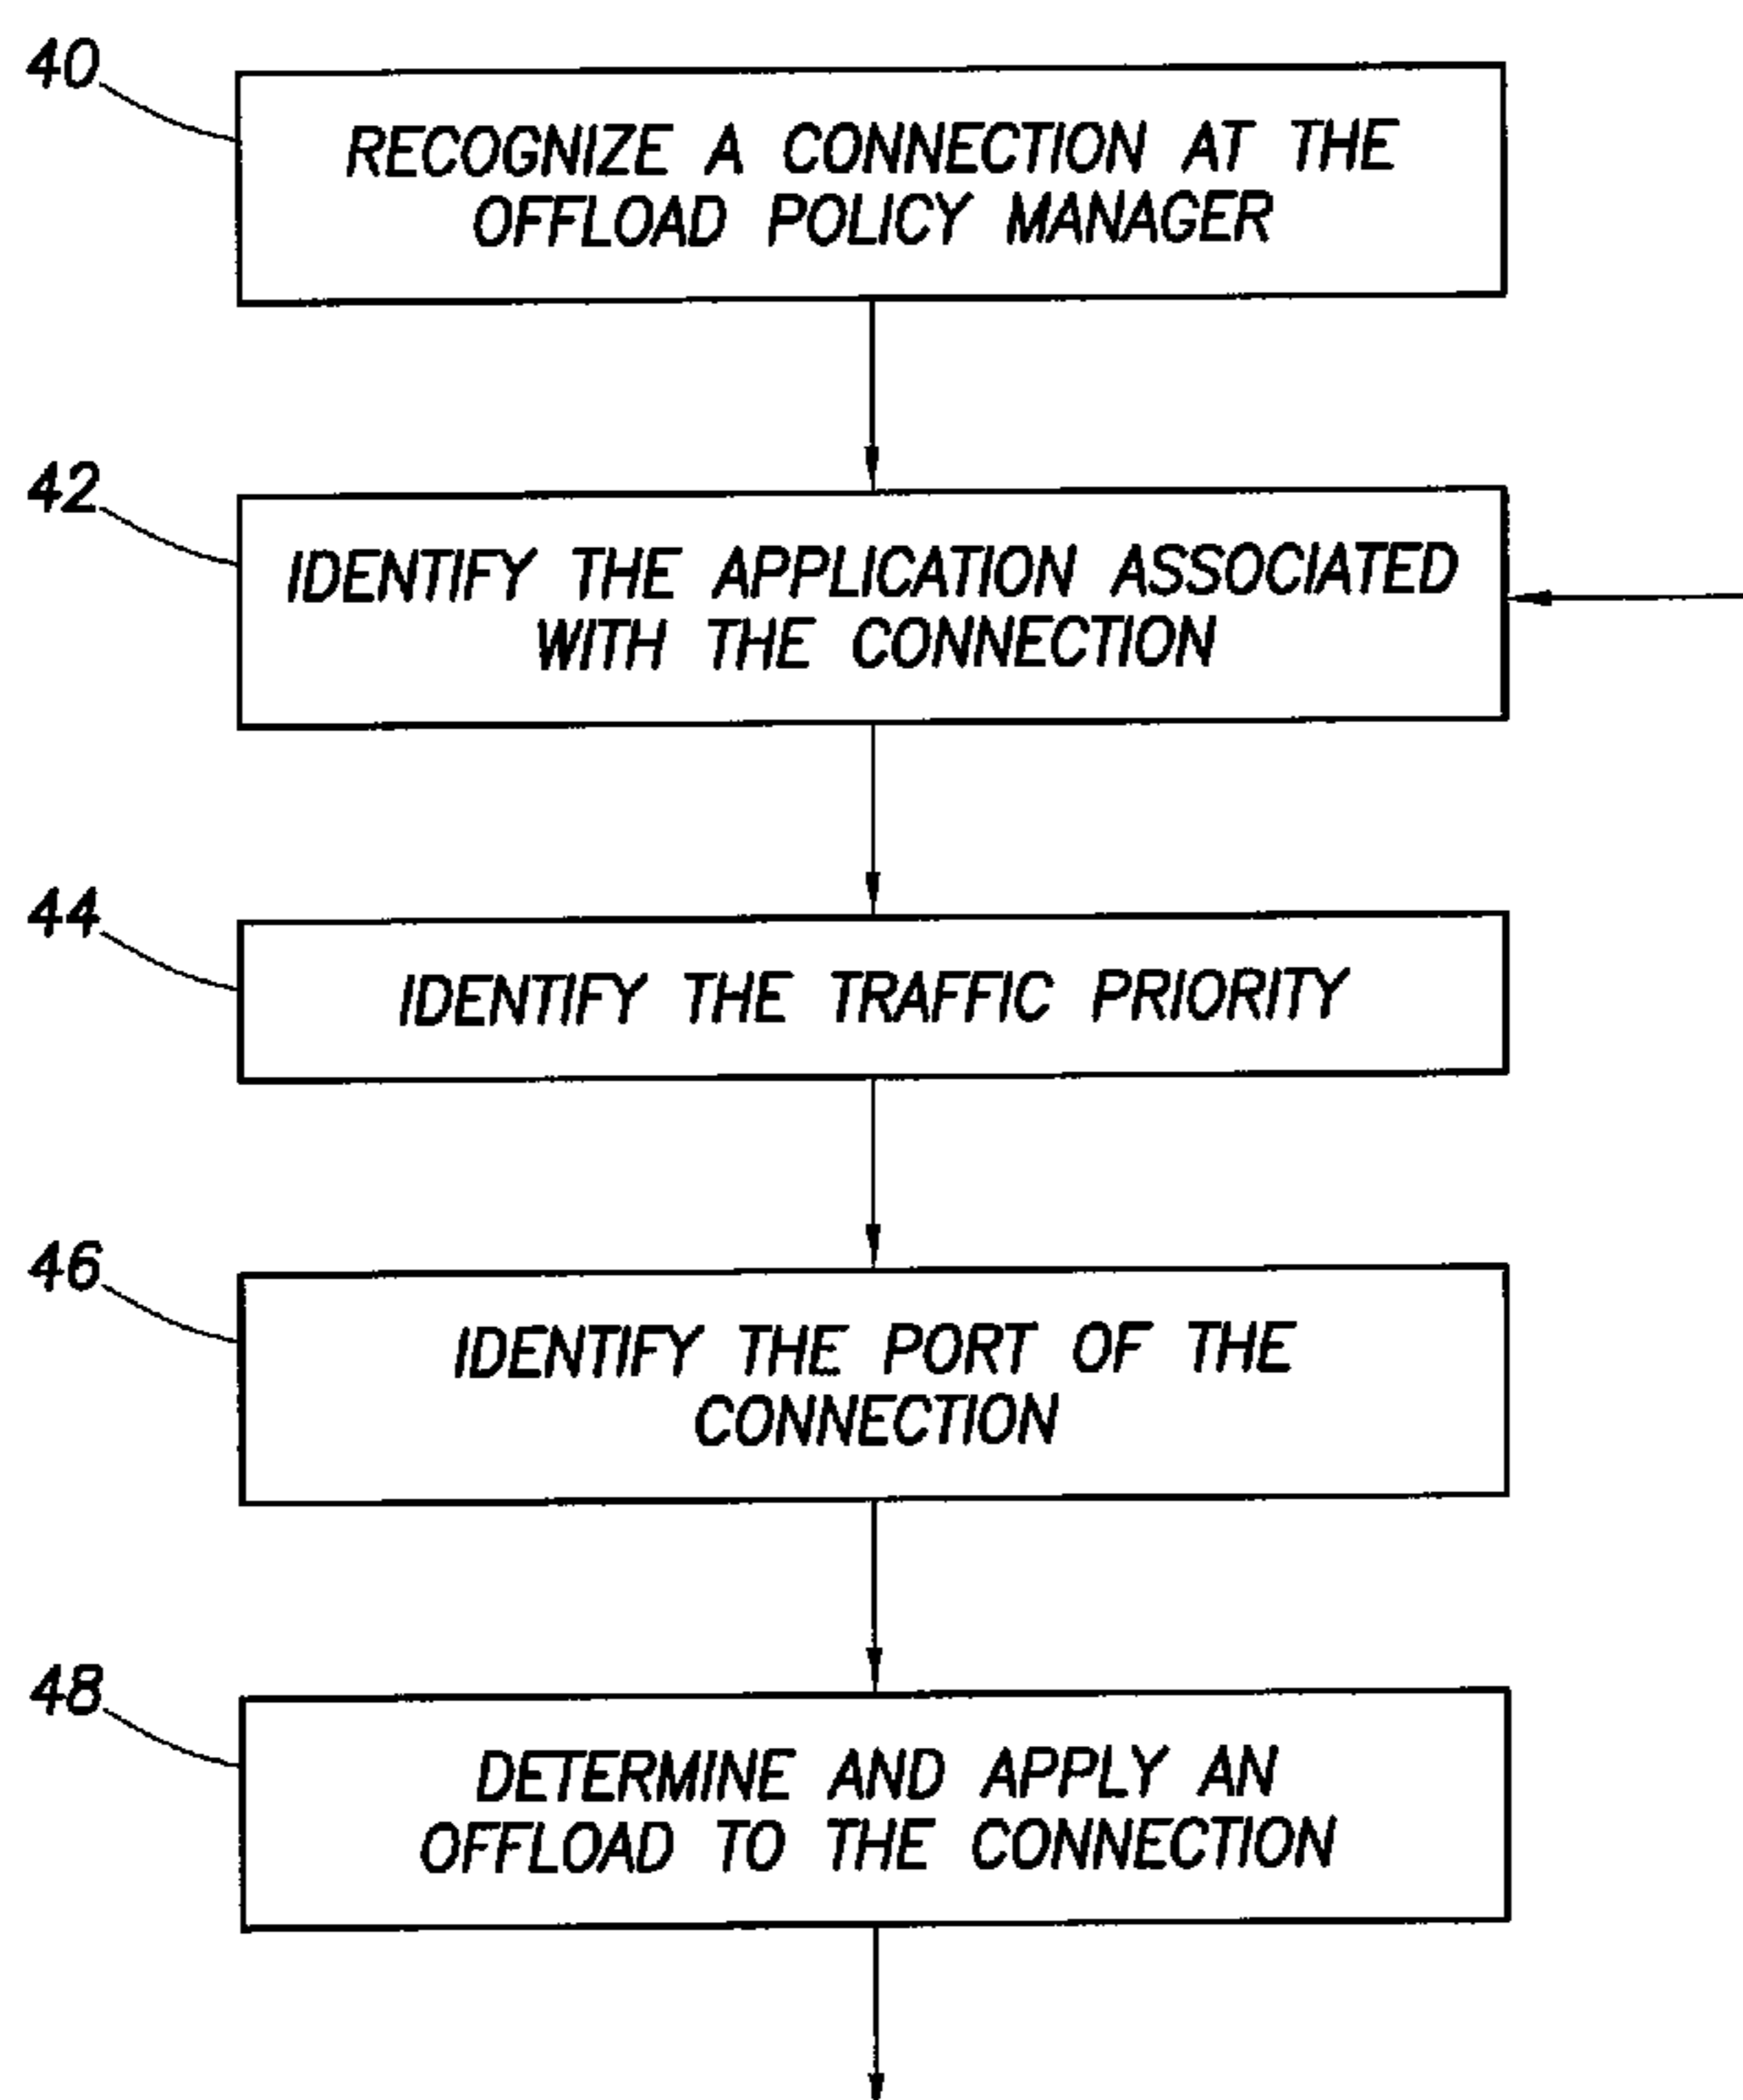 40
RECOGNIZE A CONNECTION AT THE
OFFLOAD POLICY MANAGER
42
IDENTIFY THE APPLICATION ASSOCIATED
WITH THE CONNECTION
44
IDENTIFY THE TRAFFIC PRIORITY
46
IDENTIFY THE PORT OF THE
CONNECTION
48
DETERMINE AND APPLY AN
OFFLOAD TO THE CONNECTION